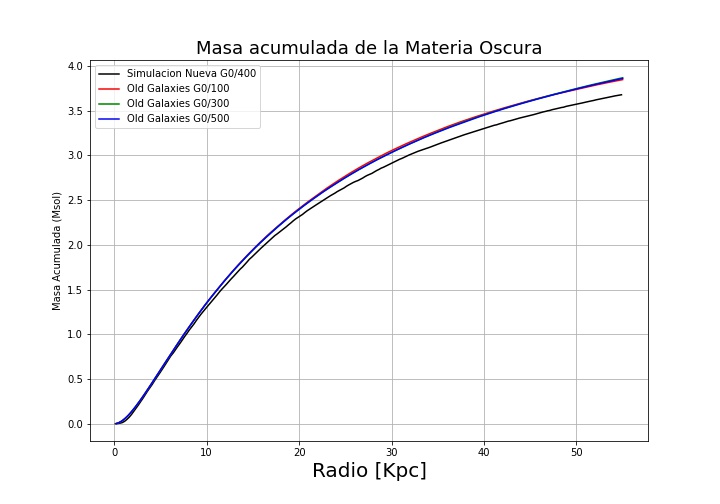 Masa acumulada de la Materia Oscura
4.0
3.5
3.0
2.5
2.0
1.5
1.0
0.5
0.0
Masa Acumulada (Msol)
Simulacion Nueva G0/400
Old Galaxies G0/100
Old Galaxies G0/300
Old Galaxies G0/500
0 10 20 30 40 50
Radio [Kpc]